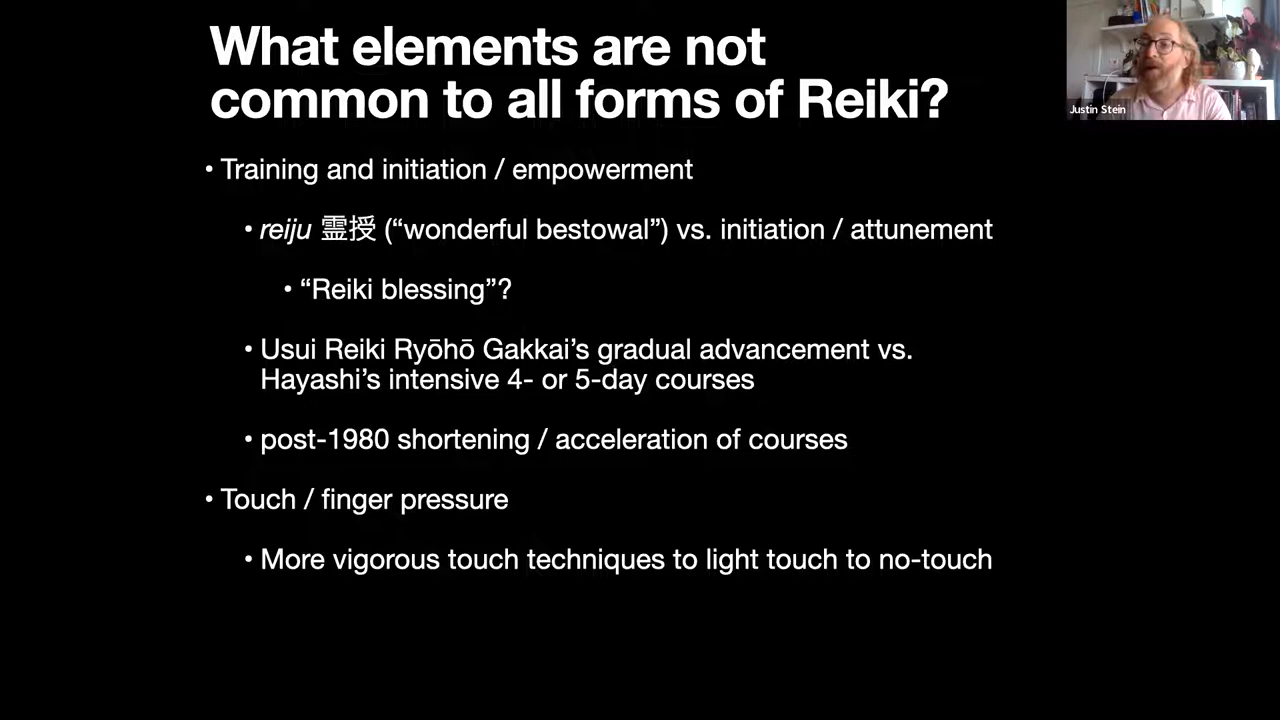 What elements are not
common to all forms of Reiki?
Justin Stein
• Training and initiation / empowerment
• reiju 霊授 (“wonderful bestowal”) vs. initiation / attunement
• “Reiki blessing”?
• Usui Reiki Ryōhō Gakkai’s gradual advancement vs.
Hayashi’s intensive 4- or 5-day courses
• post-1980 shortening / acceleration of courses
• Touch / finger pressure
• More vigorous touch techniques to light touch to no-touch